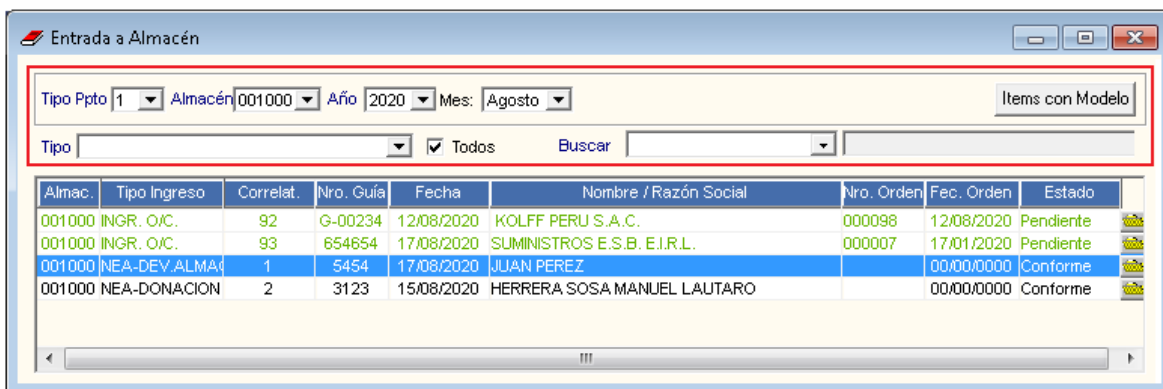 Entrada a Almacén
Tipo Ppto 1 Almacén 001000 Año 2020 Mes: Agosto Items con Modelo
Tipo Todos Buscar
Almac. Tipo Ingreso Correlat. Nro. Guía Fecha Nombre / Razón Social Nro. Orden Fec. Orden Estado
001000 INGR. O/C. 92 G-00234 12/08/2020 KOLFF PERU S.A.C. 000098 12/08/2020 Pendiente
001000 INGR. O/C. 93 654654 17/08/2020 SUMINISTROS E.S.B. E.I.R.L. 000007 17/01/2020 Pendiente
001000 NEA-DEV.ALMAC 1 5454 17/08/2020 JUAN PEREZ 00/00/0000 Conforme
001000 NEA-DONACION 2 3123 15/08/2020 HERRERA SOSA MANUEL LAUTARO 00/00/0000 Conforme